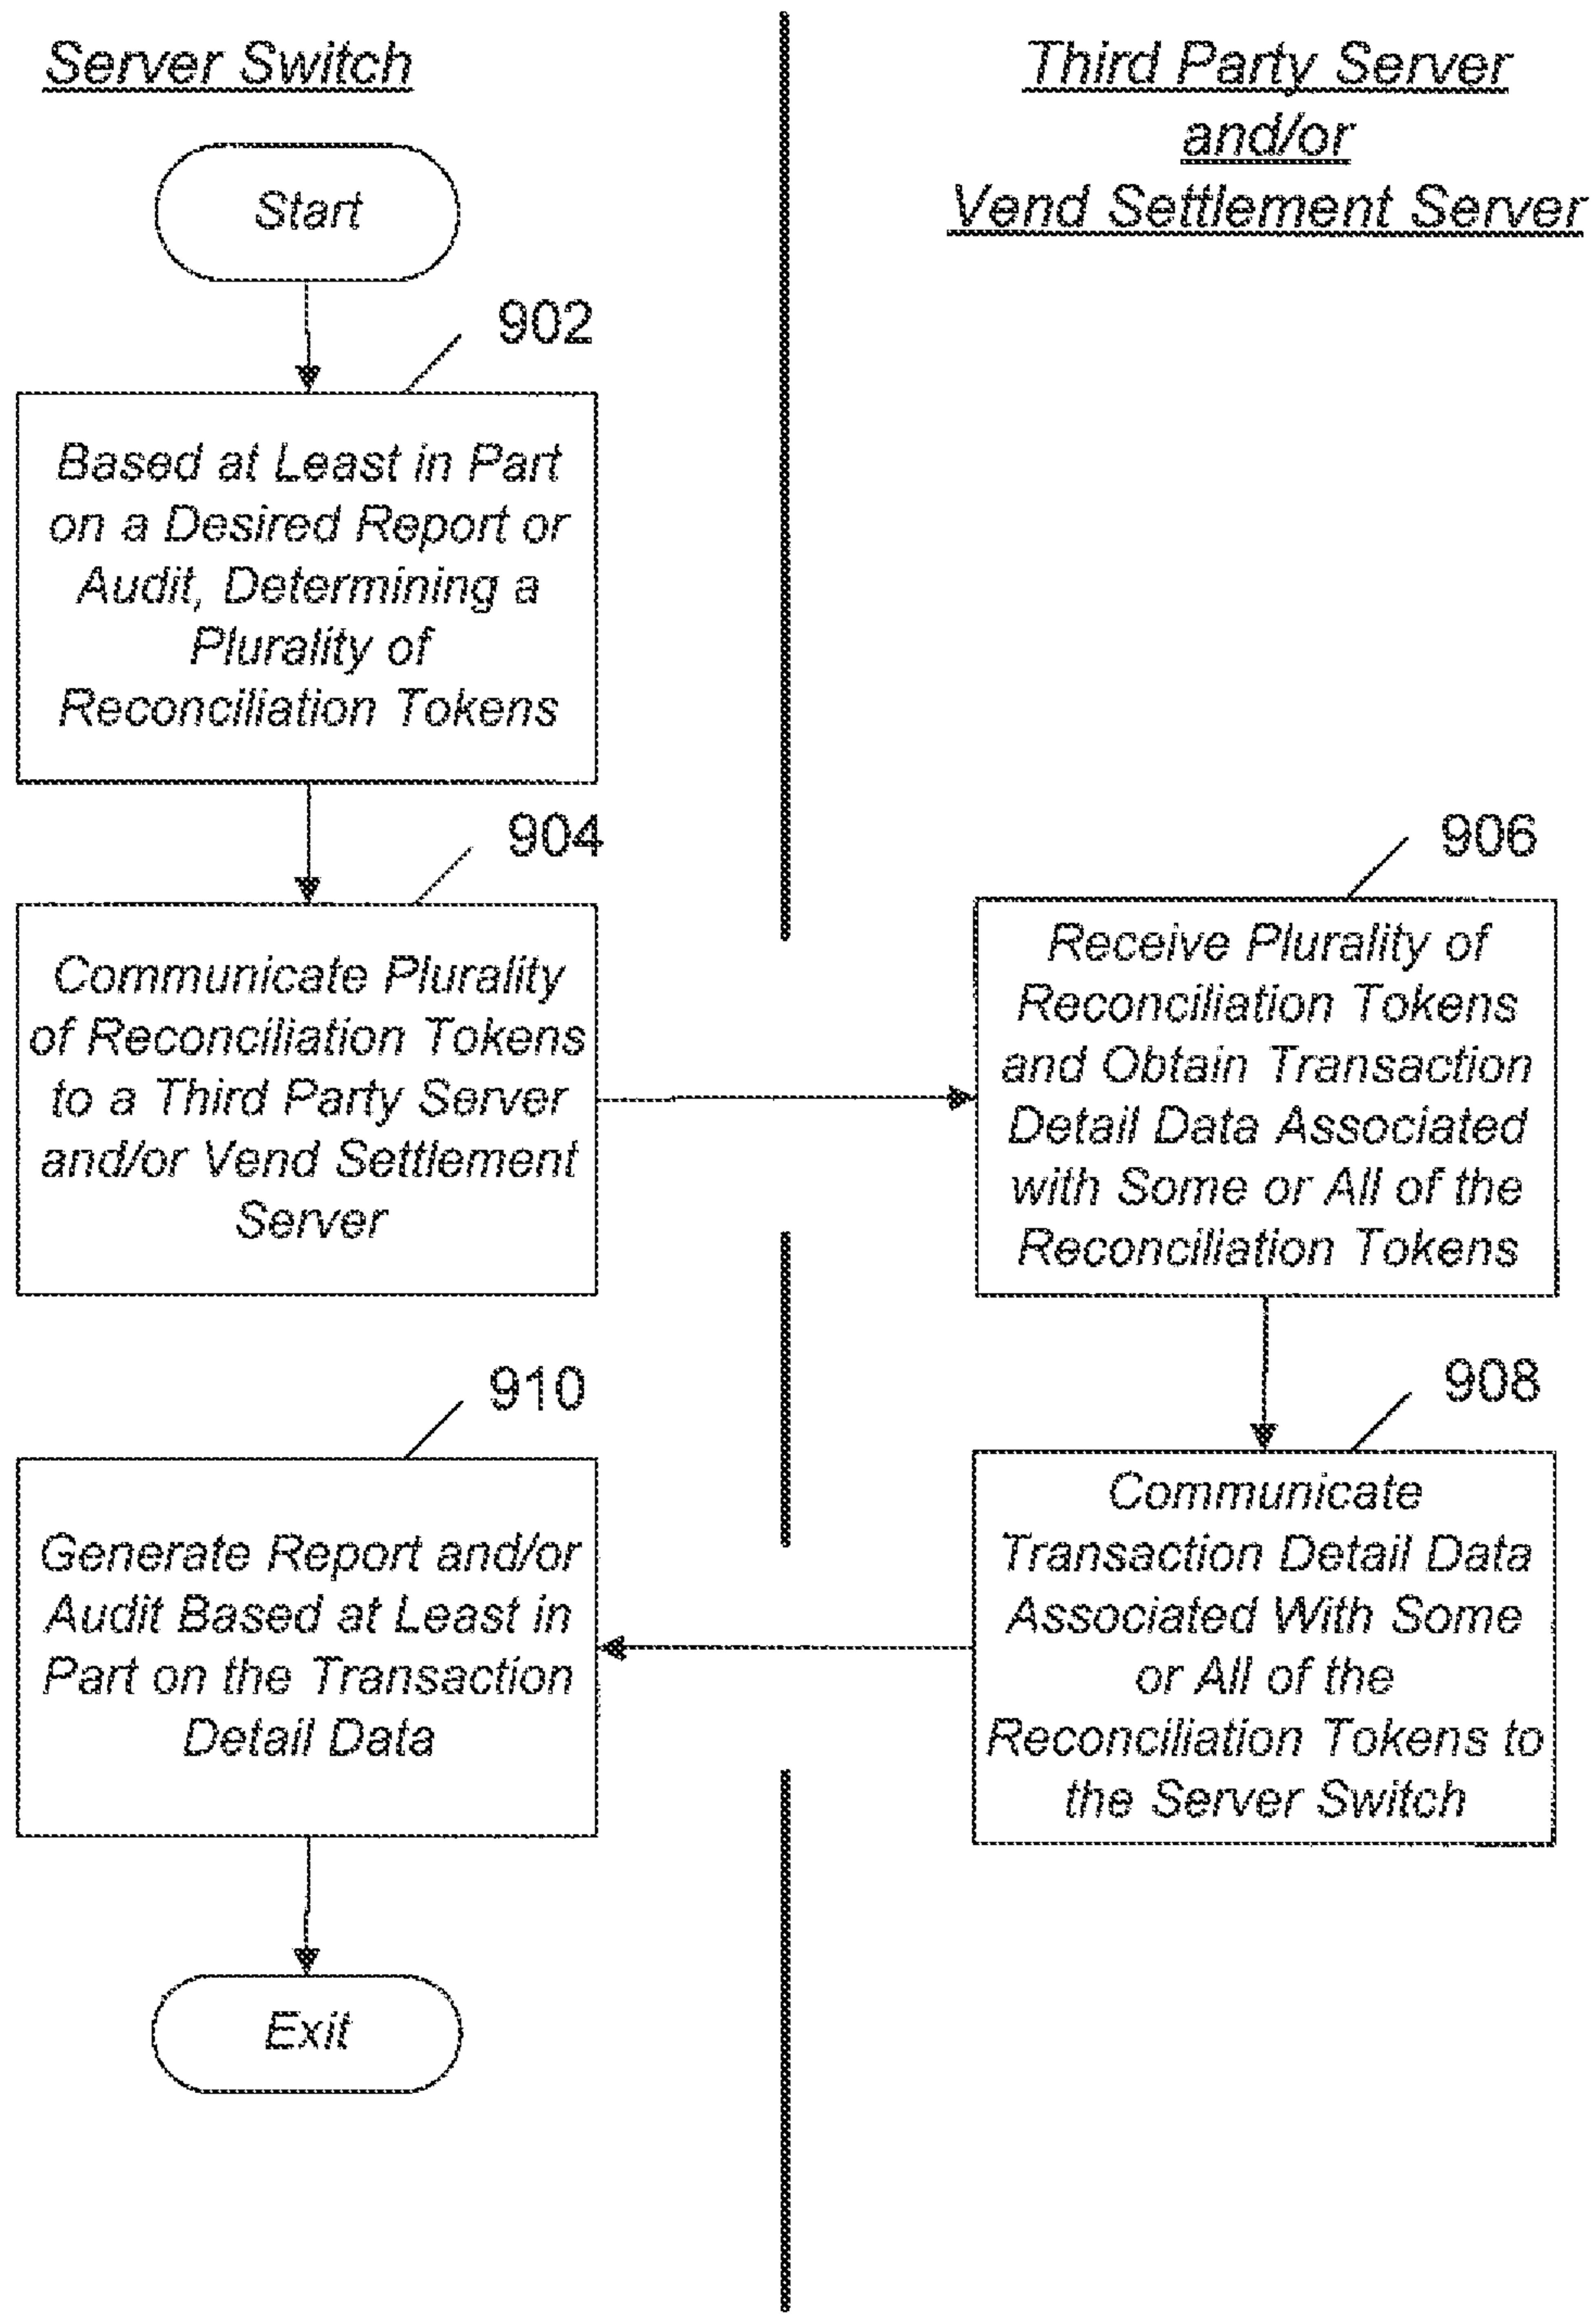 Server Switch
Third Party Server
and/or
Vend Settlement Server
Start
902
Based at Least in Part
on a Desired Report or
Audit, Determining a
Plurality of
Reconciliation Tokens
904
Communicate Plurality
of Reconciliation Tokens
to a Third Party Server
and/or Vend Settlement
Server
906
Receive Plurality of
Reconciliation Tokens
and Obtain Transaction
Detail Data Associated
with Some or All of the
Reconciliation Tokens
908
Communicate
Transaction Detail Data
Associated With Some
or All of the
Reconciliation Tokens to
the Server Switch
910
Generate Report and/or
Audit Based at Least in
Part on the Transaction
Detail Data
Exit